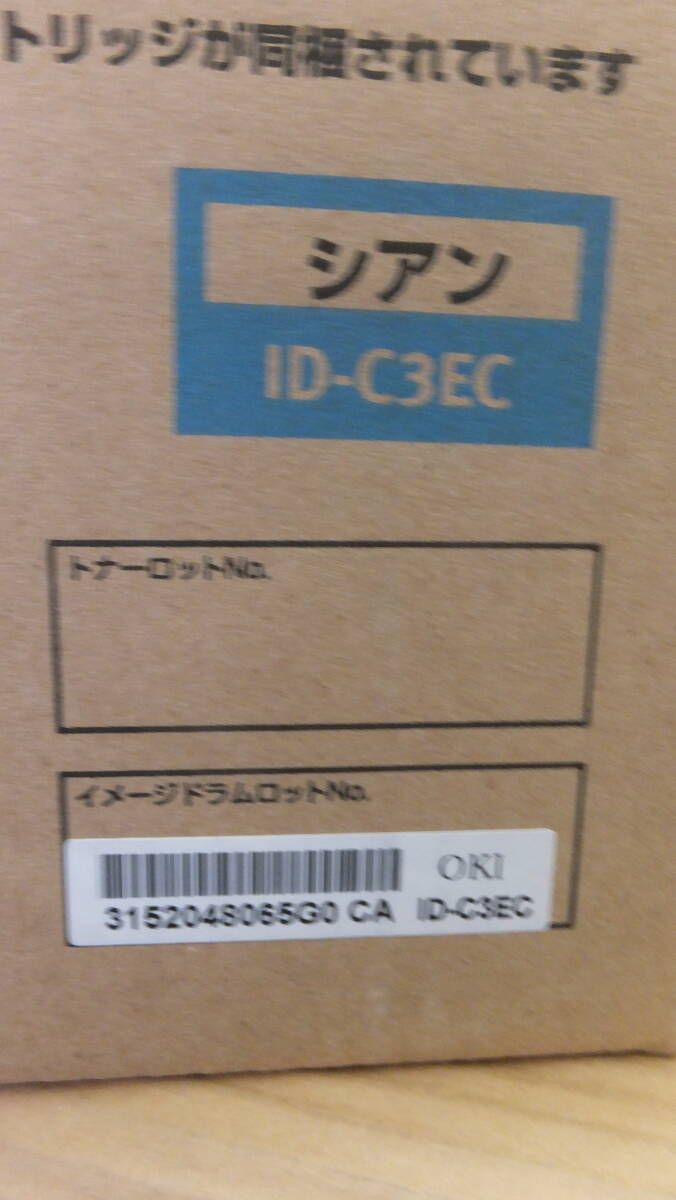 トリッジが同梱されています
シアン
ID-C3EC
トナーロットNo.
イメージドラムロットNo.
OKI
3152048065G0 CA ID-C3EC